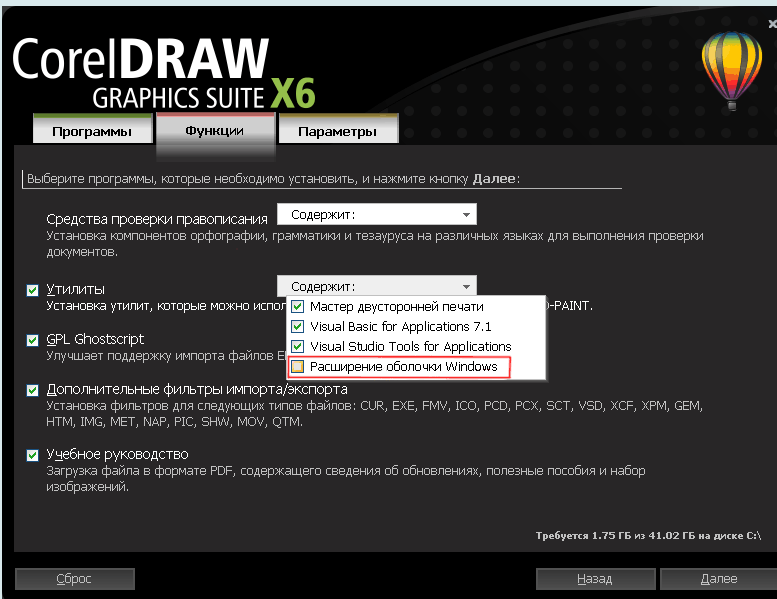 CorelDRAW
GRAPHICS SUITE X6
Программы
Функции
Параметры
Выберите программы, которые необходимо установить, и нажмите кнопку Далее:
Средства проверки правописания
Содержит:
Установка компонентов орфографии, грамматики и тезауруса на различных языках для выполнения проверки
документов.
Утилиты
Содержит:
Установка утилит, которые можно испол
-PAINT.
Мастер двусторонней печати
Visual Basic for Applications 7.1
Visual Studio Tools for Applications
Расширение оболочки Windows
GPL Ghostscript
Улучшает поддержку импорта файлов E
Дополнительные фильтры импорта/экспорта
Установка фильтров для следующих типов файлов: CUR, EXE, FMV, ICO, PCD, PCX, SCT, VSD, XCF, XPM, GEM,
HTM, IMG, MET, NAP, PIC, SHW, MOV, QTM.
Учебное руководство
Загрузка файла в формате PDF, содержащего сведения об обновлениях, полезные пособия и набор
изображений.
Требуется 1.75 ГБ из 41.02 ГБ на диске C:\
Сброс
Назад
Далее